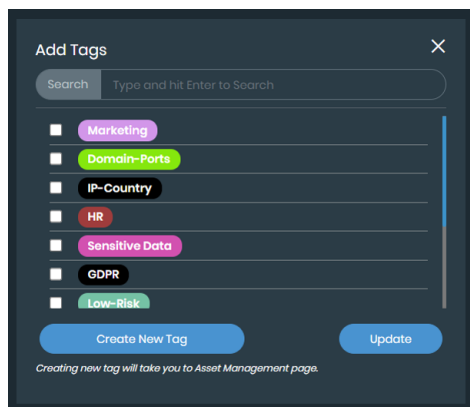 Add Tags
Search Type and hit Enter to Search
Marketing
Domain-Ports
IP-Country
HR
Sensitive Data
GDPR
Low-Risk
Create New Tag Update
Creating new tag will take you to Asset Management page.